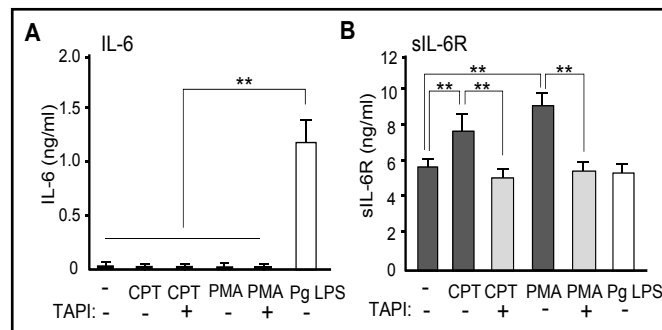 A
IL-6
IL-6 (ng/ml)
2.0
1.5
1.0
0.5
0
**
- CPT CPT PMA PMA Pg LPS
TAPI: - - + - + -
B
sIL-6R
sIL-6R (ng/ml)
12
10
8
6
4
2
0
** ** ** **
- CPT CPT PMA PMA Pg LPS
TAPI: - - + - + -